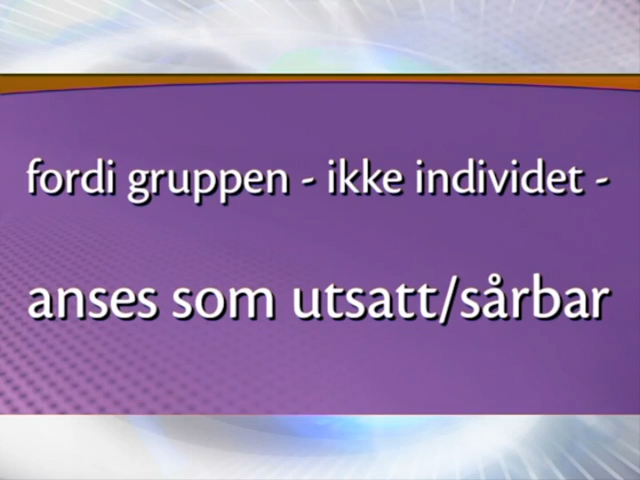 fordi gruppen - ikke individet -
anses som utsatt/sårbar